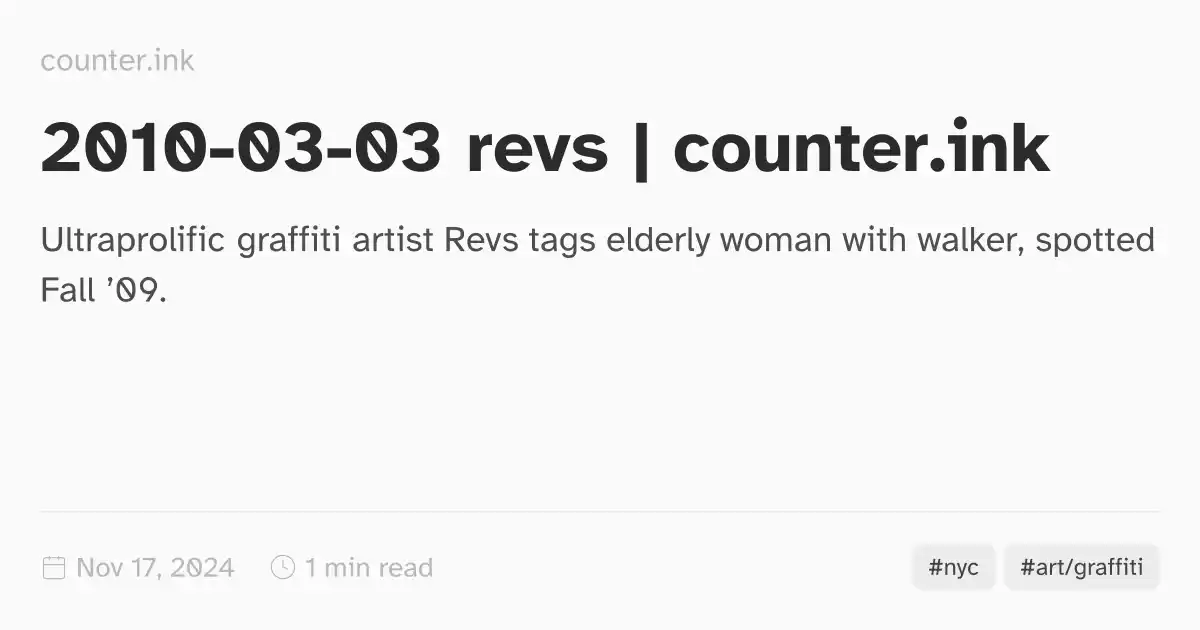 counter.ink
2010-03-03 revs | counter.ink
Ultraprolific graffiti artist Revs tags elderly woman with walker, spotted
Fall ’09.
Nov 17, 2024 1 min read #nyc #art/graffiti